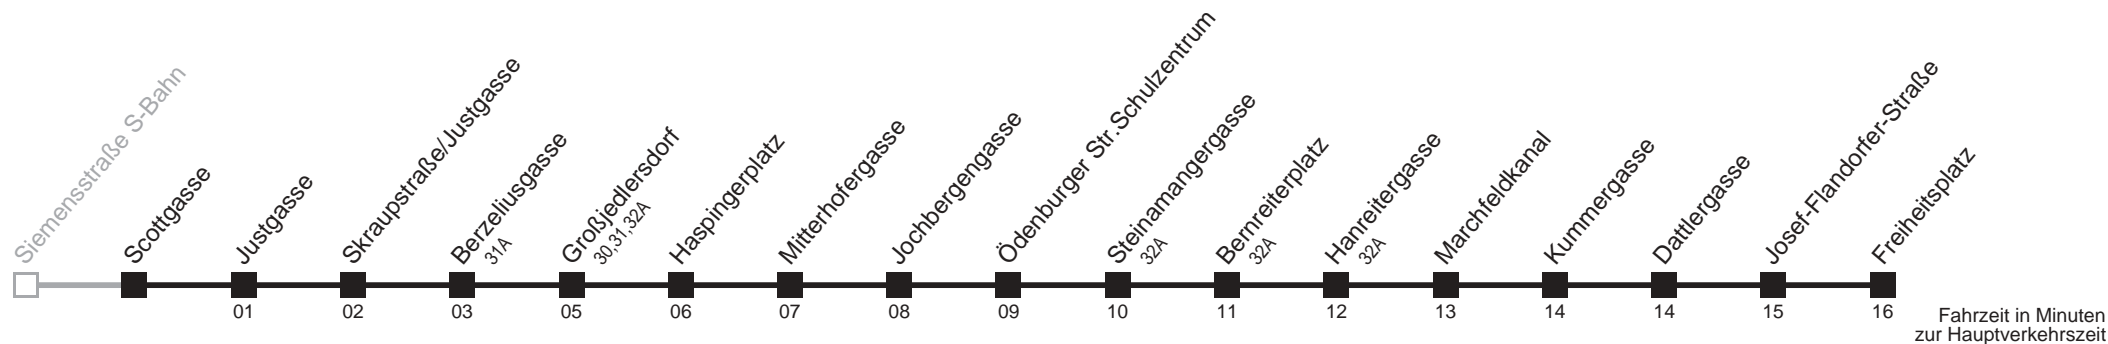 Siemensstraße S-Bahn
Scottgasse
Justgasse
Skraupstraße/Justgasse
Berzeliusgasse
31A
Großjedlersdorf
30,31,32A
Haspingerplatz
Mitterhofergasse
Jochbergengasse
Ödenburger Str.Schulzentrum
Steinamangergasse
32A
Bernreiterplatz
32A
Hanreitergasse
32A
Marchfeldkanal
Kummergasse
Dattlergasse
Josef-Flandorfer-Straße
Freiheitsplatz
01 02 03 05 06 07 08 09 10 11 12 13 14 14 15 16
Fahrzeit in Minuten
zur Hauptverkehrszeit